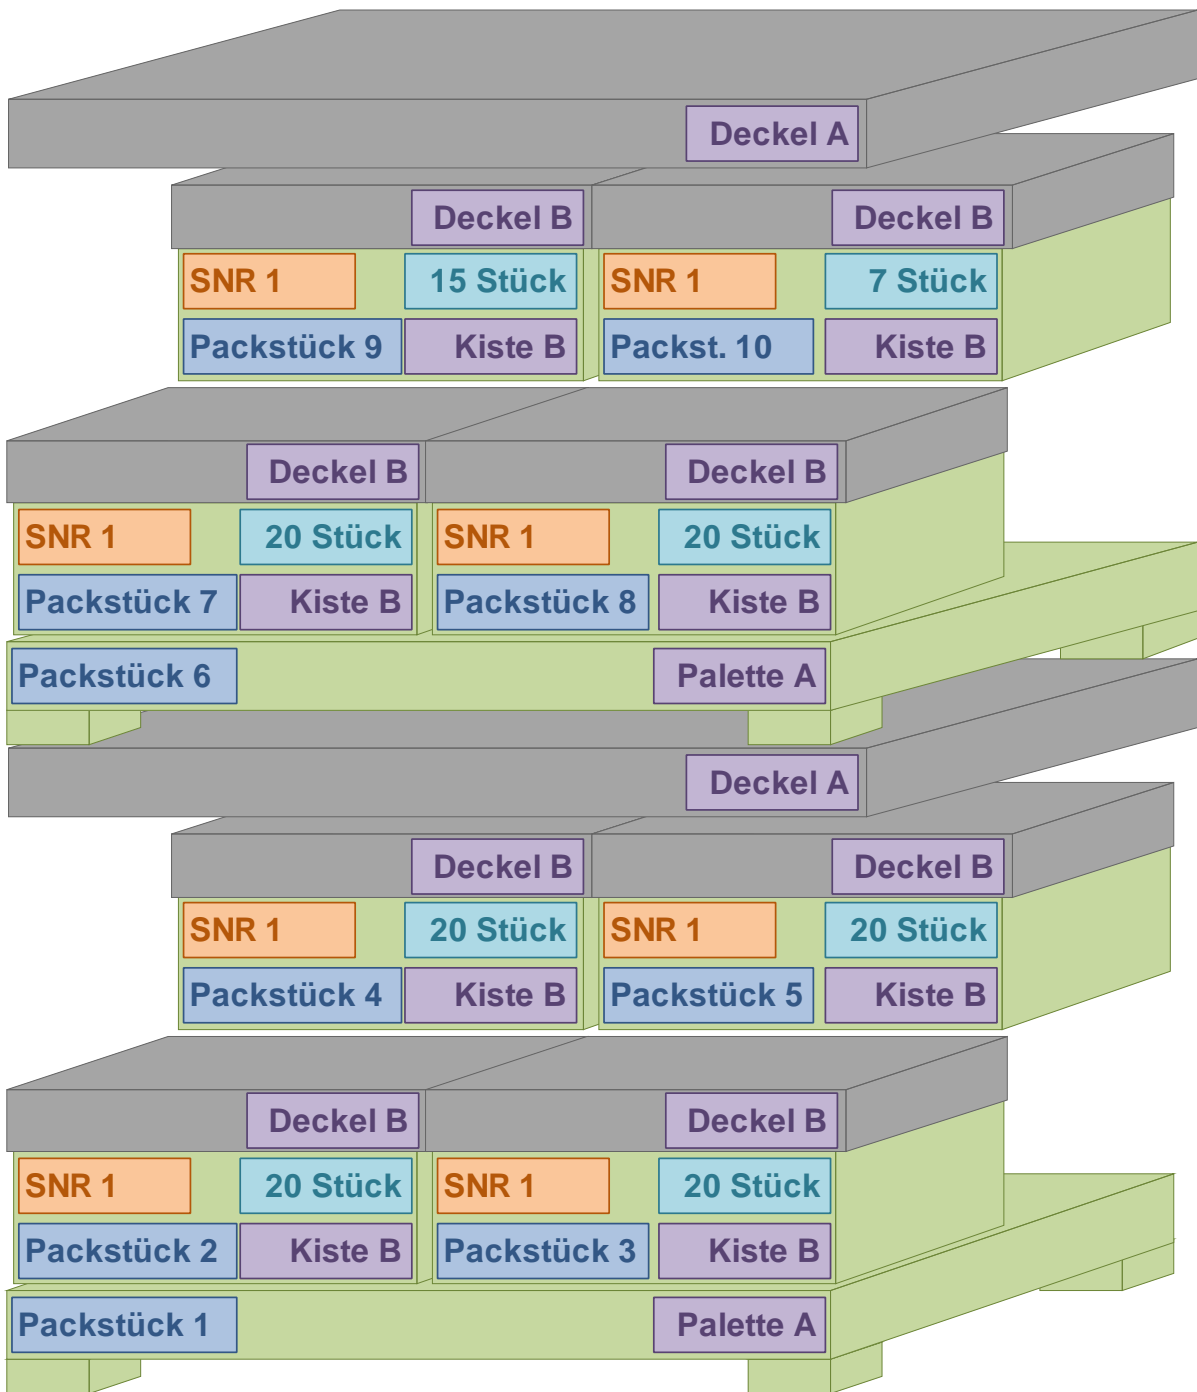 Deckel A
Deckel B Deckel B
SNR 1 15 Stück SNR 1 7 Stück
Packstück 9 Kiste B Packst. 10 Kiste B
Deckel B Deckel B
SNR 1 20 Stück SNR 1 20 Stück
Packstück 7 Kiste B Packstück 8 Kiste B
Packstück 6 Palette A
Deckel A
Deckel B Deckel B
SNR 1 20 Stück SNR 1 20 Stück
Packstück 4 Kiste B Packstück 5 Kiste B
Deckel B Deckel B
SNR 1 20 Stück SNR 1 20 Stück
Packstück 2 Kiste B Packstück 3 Kiste B
Packstück 1 Palette A